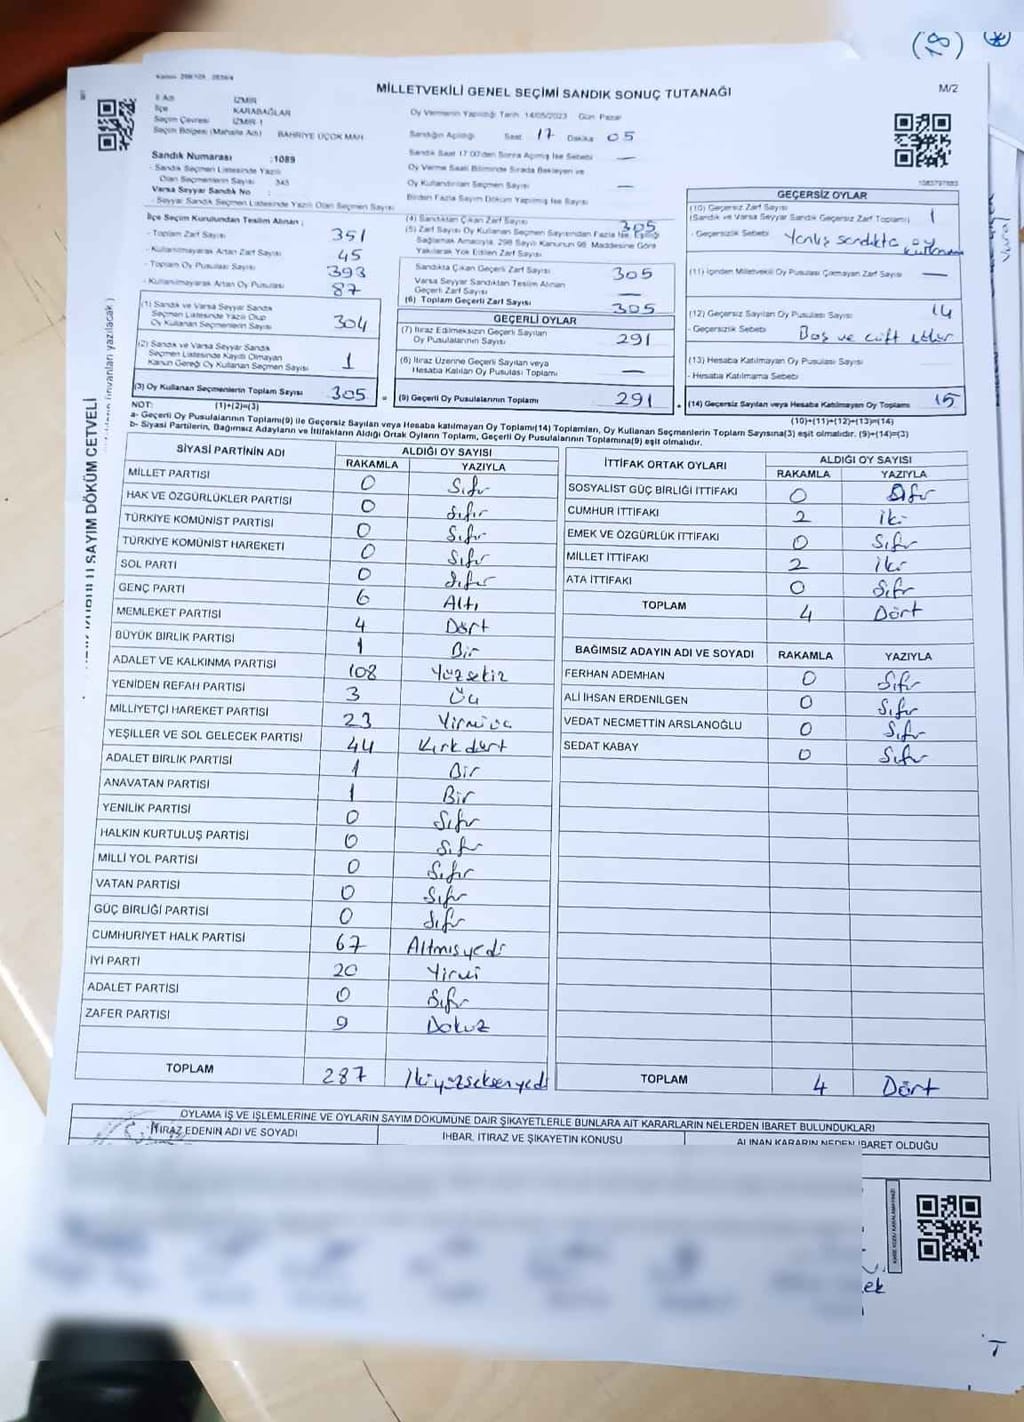 (18)
MİLLETVEKİLİ GENEL SEÇİMİ SANDIK SONUÇ TUTANAĞI
M/2
İl Adı İZMİR
İlçe KARABAĞLAR
Seçim Çevresi İZMİR 1
Seçim Bölgesi (Mahalle Adı) BAHRİYE ÜÇOK MAH
Oy Vermenin Yapıldığı Tarih 14/05/2023 Gün Pazar
Sandığın Açıldığı Saat 17 Dakika 05
Sandık Saat 17:00'den Sonra Açılmış İse Sebebi —
Sandık Numarası :1089
- Sandık Seçmen Listesinde Yazılı
Olan Seçmenlerin Sayısı 343
Varsa Seyyar Sandık No :
- Seyyar Sandık Seçmen Listesinde Yazılı Olan Seçmen Sayısı
Oy Verme Saati Bitiminde Sırada Bekleyen ve
Oy Kullandırılan Seçmen Sayısı —
Birden Fazla Sayım Döküm Yapılmış İse Sayısı
İlçe Seçim Kurulundan Teslim Alınan ;
- Toplam Zarf Sayısı 351
- Kullanılmayarak Artan Zarf Sayısı 45
- Toplam Oy Pusulası Sayısı 393
- Kullanılmayarak Artan Oy Pusulası 87
(1) Sandık ve Varsa Seyyar Sandık
Seçmen Listesinde Yazılı Olup
Oy Kullanan Seçmenlerin Sayısı 304
(2) Sandık ve Varsa Seyyar Sandık
Seçmen Listesinde Kayıtlı Olmayan
Kanun Gereği Oy Kullanan Seçmen Sayısı 1
(3) Oy Kullanan Seçmenlerin Toplam Sayısı 305
(4) Sandıktan Çıkan Zarf Sayısı 305
(5) Zarf Sayısı Oy Kullanan Seçmen Sayısından Fazla İse, Eşitliği
Sağlamak Amacıyla, 298 Sayılı Kanunun 98. Maddesine Göre
Yakılarak Yok Edilen Zarf Sayısı
Sandıkta Çıkan Geçerli Zarf Sayısı 305
Varsa Seyyar Sandıktan Teslim Alınan
Geçerli Zarf Sayısı —
(6) Toplam Geçerli Zarf Sayısı 305
GEÇERLİ OYLAR
(7) İtiraz Edilmeksizin Geçerli Sayılan
Oy Pusulalarının Sayısı 291
(8) İtiraz Üzerine Geçerli Sayılan veya
Hesaba Katılan Oy Pusulası Toplamı —
= (9) Geçerli Oy Pusulalarının Toplamı 291
GEÇERSİZ OYLAR
(10) Geçersiz Zarf Sayısı
(Sandık ve Varsa Seyyar Sandık Geçersiz Zarf Toplamı) 1
- Geçersizlik Sebebi Yanlış sandıkta oy kullanma
(11) İçinden Milletvekili Oy Pusulası Çıkmayan Zarf Sayısı —
(12) Geçersiz Sayılan Oy Pusulası Sayısı 14
- Geçersizlik Sebebi Boş ve çift
(13) Hesaba Katılmayan Oy Pusulası Sayısı
- Hesaba Katılmama Sebebi
(14) Geçersiz Sayılan veya Hesaba Katılmayan Oy Toplamı 15
NOT: (1)+(2)=(3) (10)+(11)+(12)+(13)=(14)
a- Geçerli Oy Pusulalarının Toplamı(9) ile Geçersiz Sayılan veya Hesaba katılmayan Oy Toplamı(14) Toplamları, Oy Kullanan Seçmenlerin Toplam Sayısına(3) eşit olmalıdır. (9)+(14)=(3)
b- Siyasi Partilerin, Bağımsız Adayların ve İttifakların Aldığı Ortak Oyların Toplamı, Geçerli Oy Pusulalarının Toplamına(9) eşit olmalıdır.
SAYIM DÖKÜM CETVELİ
SİYASİ PARTİNİN ADI ALDIĞI OY SAYISI
RAKAMLA YAZIYLA
MİLLET PARTİSİ 0 Sıfır
HAK VE ÖZGÜRLÜKLER PARTİSİ 0 Sıfır
TÜRKİYE KOMÜNİST PARTİSİ 0 Sıfır
TÜRKİYE KOMÜNİST HAREKETİ 0 Sıfır
SOL PARTİ 0 Sıfır
GENÇ PARTİ 6 Altı
MEMLEKET PARTİSİ 4 Dört
BÜYÜK BİRLİK PARTİSİ 1 Bir
ADALET VE KALKINMA PARTİSİ 108 Yüzsekiz
YENİDEN REFAH PARTİSİ 3 Üç
MİLLİYETÇİ HAREKET PARTİSİ 23 Yirmiüç
YEŞİLLER VE SOL GELECEK PARTİSİ 44 Kırkdört
ADALET BİRLİK PARTİSİ 1 Bir
ANAVATAN PARTİSİ 1 Bir
YENİLİK PARTİSİ 0 Sıfır
HALKIN KURTULUŞ PARTİSİ 0 Sıfır
MİLLİ YOL PARTİSİ 0 Sıfır
VATAN PARTİSİ 0 Sıfır
GÜÇ BİRLİĞİ PARTİSİ 0 Sıfır
CUMHURİYET HALK PARTİSİ 67 Altmışyedi
İYİ PARTİ 20 Yirmi
ADALET PARTİSİ 0 Sıfır
ZAFER PARTİSİ 9 Dokuz
TOPLAM 287 İkiyüzseksenyedi
İTTİFAK ORTAK OYLARI ALDIĞI OY SAYISI
RAKAMLA YAZIYLA
SOSYALİST GÜÇ BİRLİĞİ İTTİFAKI 0 Sıfır
CUMHUR İTTİFAKI 2 İki
EMEK VE ÖZGÜRLÜK İTTİFAKI 0 Sıfır
MİLLET İTTİFAKI 2 İki
ATA İTTİFAKI 0 Sıfır
TOPLAM 4 Dört
BAĞIMSIZ ADAYIN ADI VE SOYADI RAKAMLA YAZIYLA
FERHAN ADEMHAN 0 Sıfır
ALİ İHSAN ERDENİLGEN 0 Sıfır
VEDAT NECMETTİN ARSLANOĞLU 0 Sıfır
SEDAT KABAY 0 Sıfır
TOPLAM 4 Dört
OYLAMA İŞ VE İŞLEMLERİNE VE OYLARIN SAYIM DÖKÜMÜNE DAİR ŞİKAYETLERLE BUNLARA AİT KARARLARIN NELERDEN İBARET BULUNDUKLARI
İTİRAZ EDENİN ADI VE SOYADI İHBAR, İTİRAZ VE ŞİKAYETİN KONUSU ALINAN KARARIN NEDEN İBARET OLDUĞU